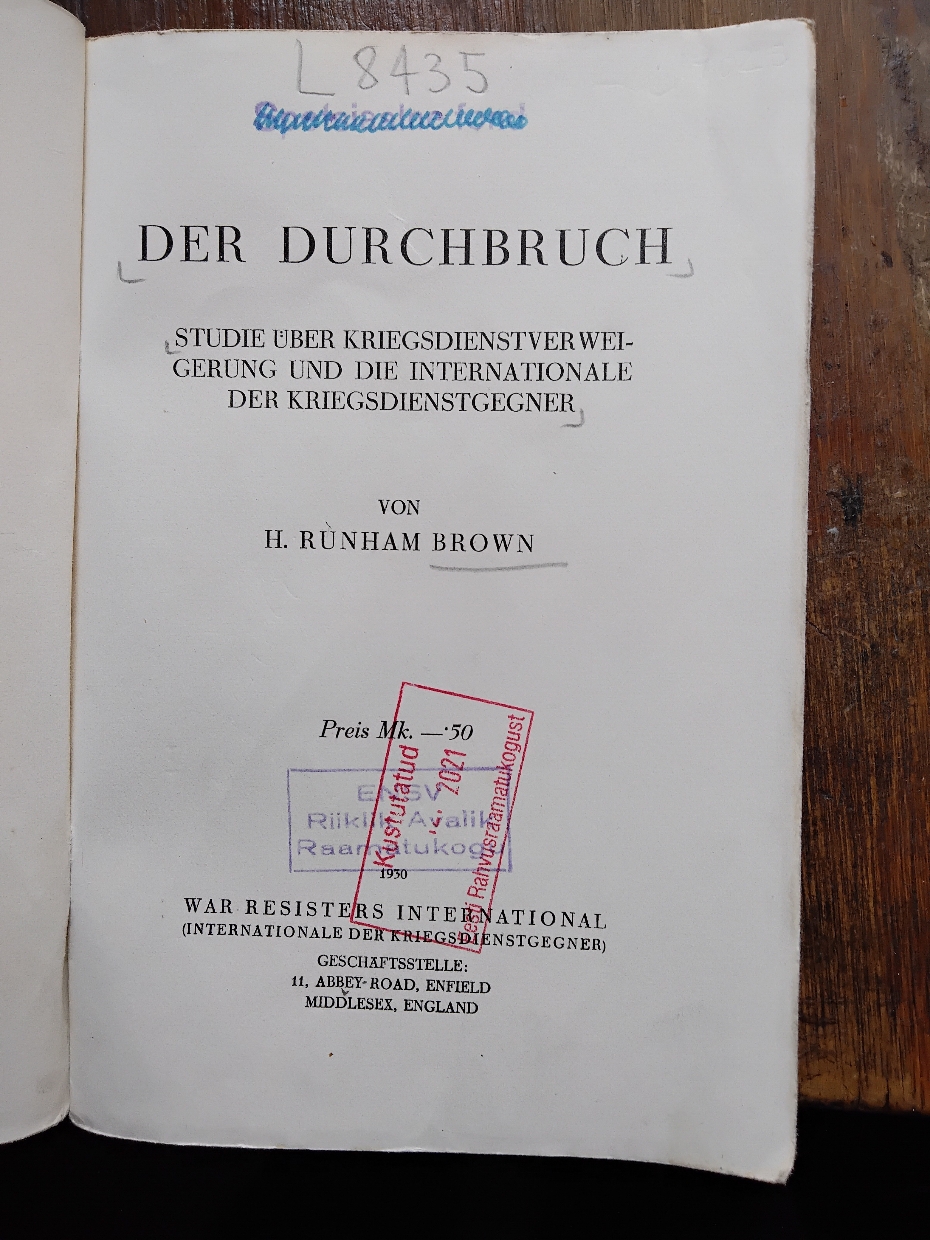 L 8435
DER DURCHBRUCH
STUDIE ÜBER KRIEGSDIENSTVERWEI-
GERUNG UND DIE INTERNATIONALE
DER KRIEGSDIENSTGEGNER
VON
H. RUNHAM BROWN
Preis Mk. —·50
Kustutatud
2021
Eesti Rahvusraamatukogust
ENSV
Riiklik Avalik
Raamatukogu
1930
WAR RESISTERS INTERNATIONAL
(INTERNATIONALE DER KRIEGSDIENSTGEGNER)
GESCHÄFTSSTELLE:
11, ABBEY-ROAD, ENFIELD
MIDDLESEX, ENGLAND